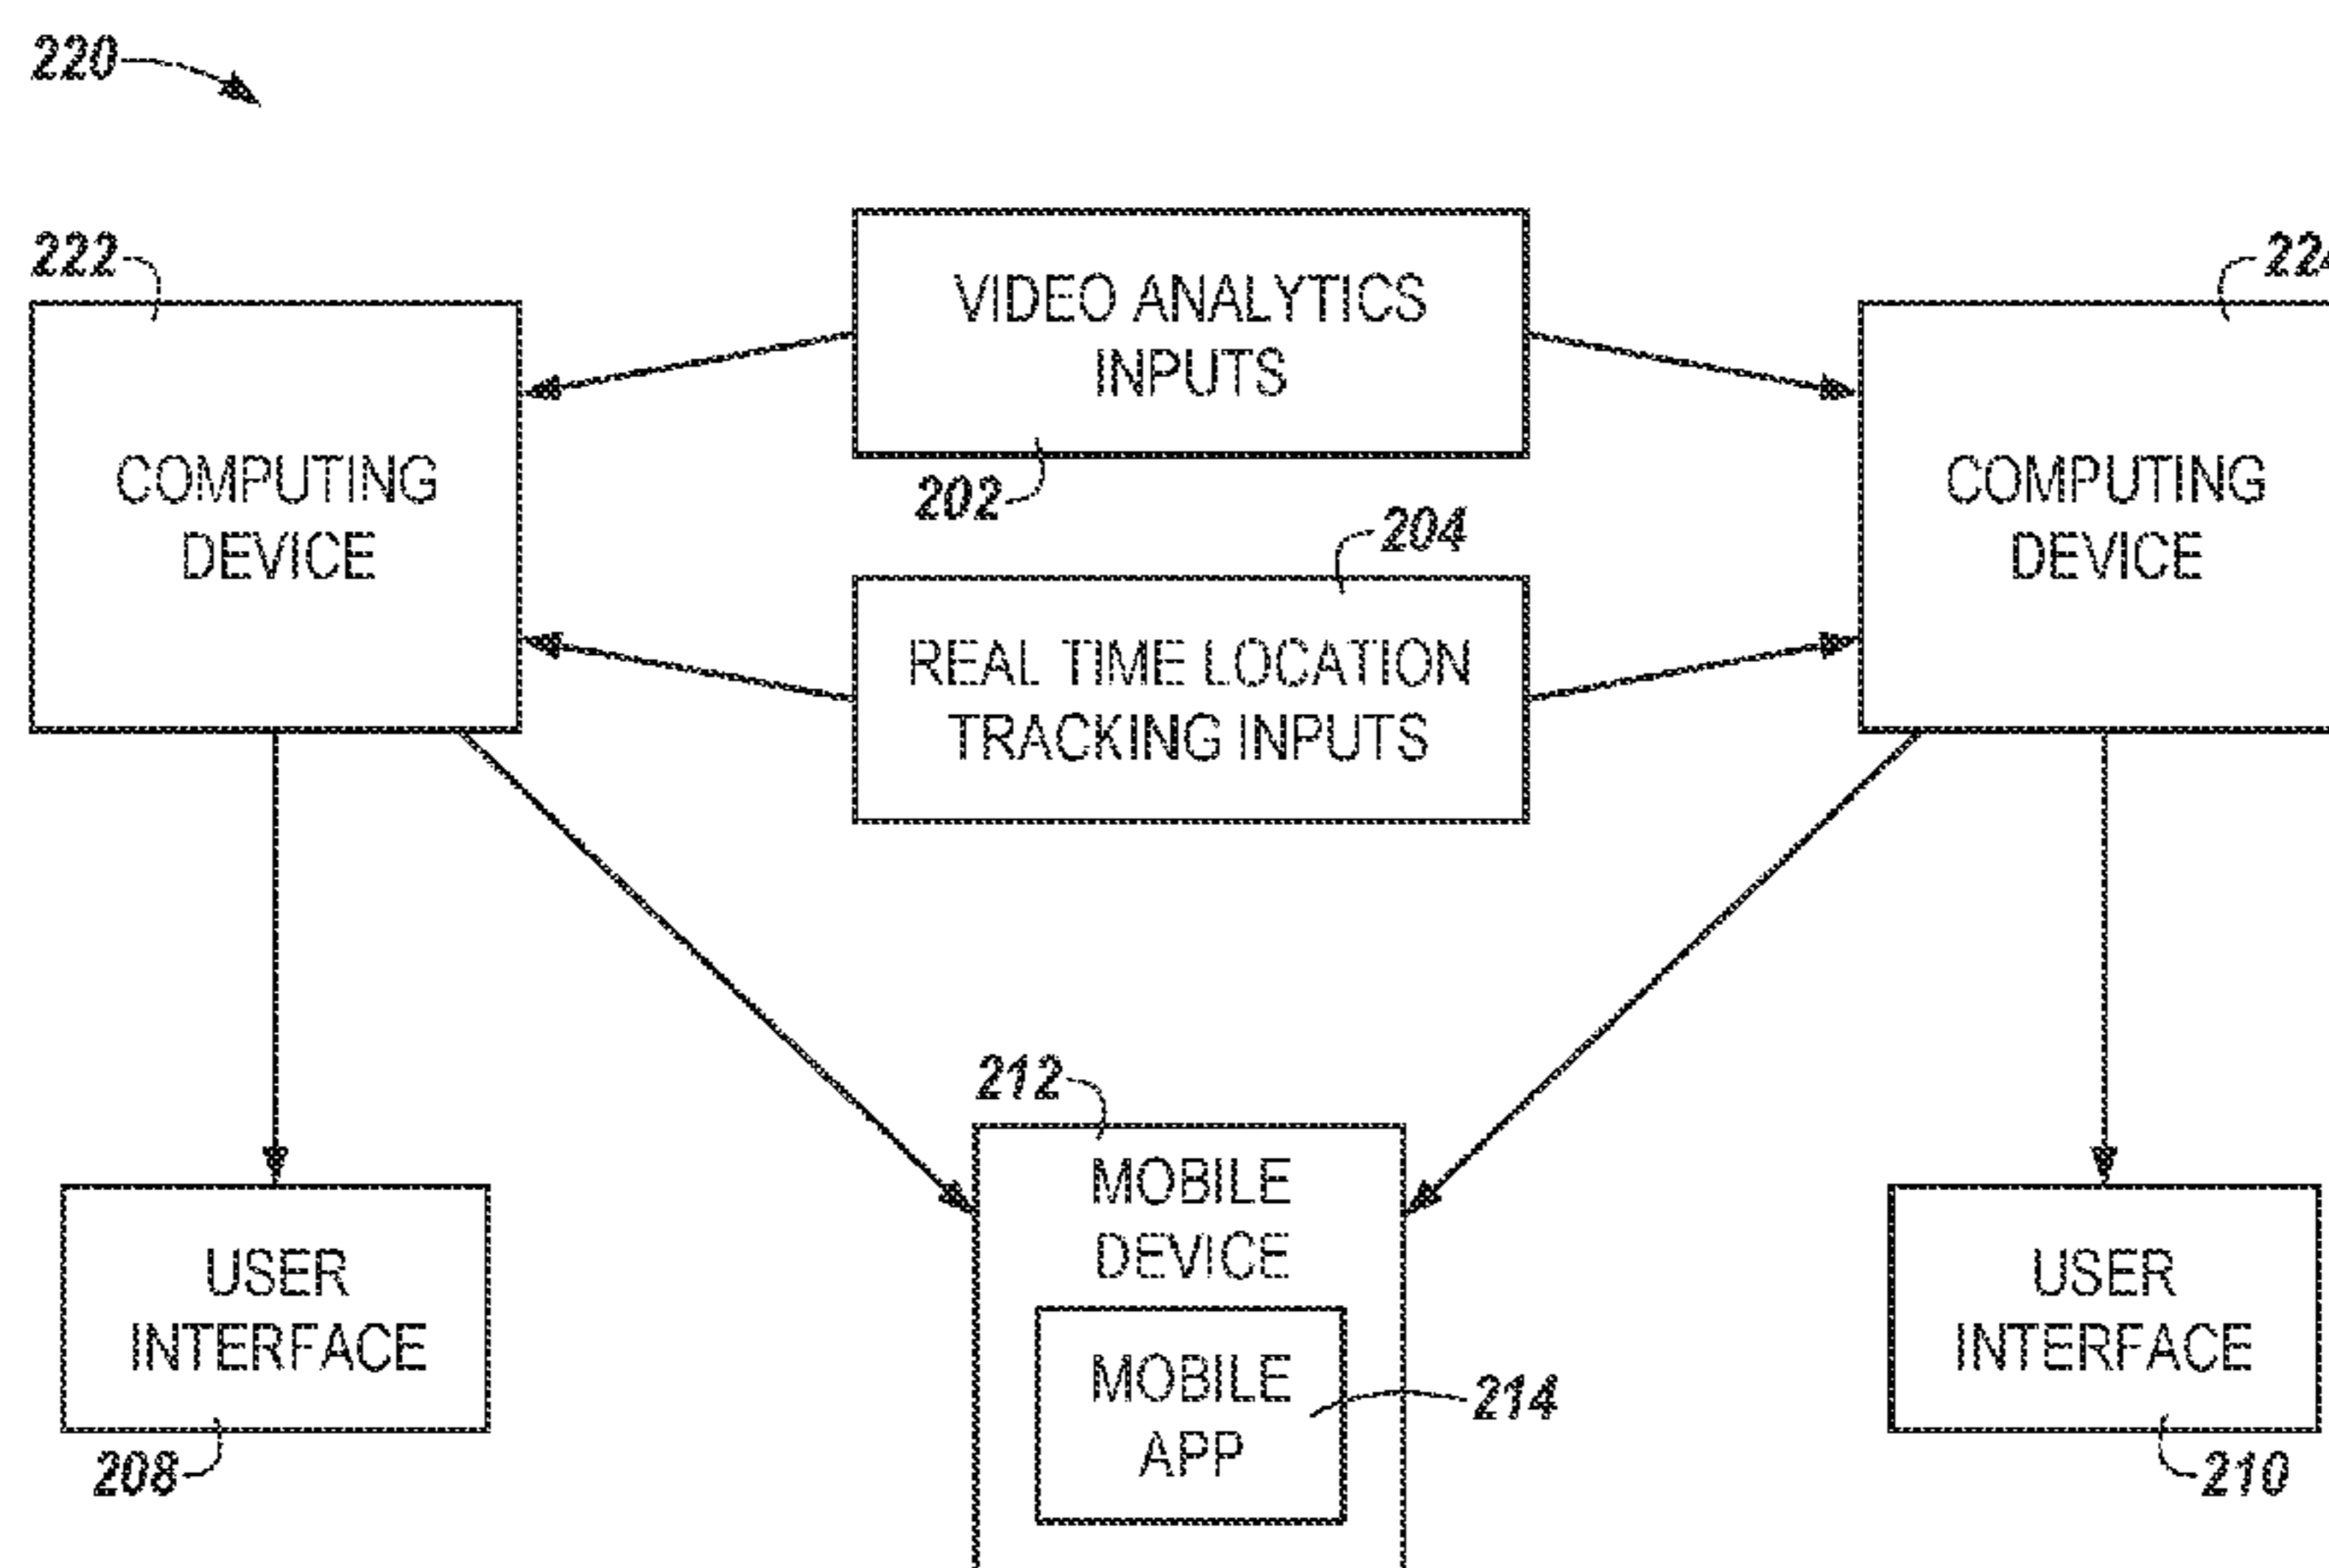 220
222
VIDEO ANALYTICS
INPUTS
202
COMPUTING
DEVICE
204
REAL TIME LOCATION
TRACKING INPUTS
COMPUTING
DEVICE
212
MOBILE
DEVICE
MOBILE
APP
214
USER
INTERFACE
208
USER
INTERFACE
210